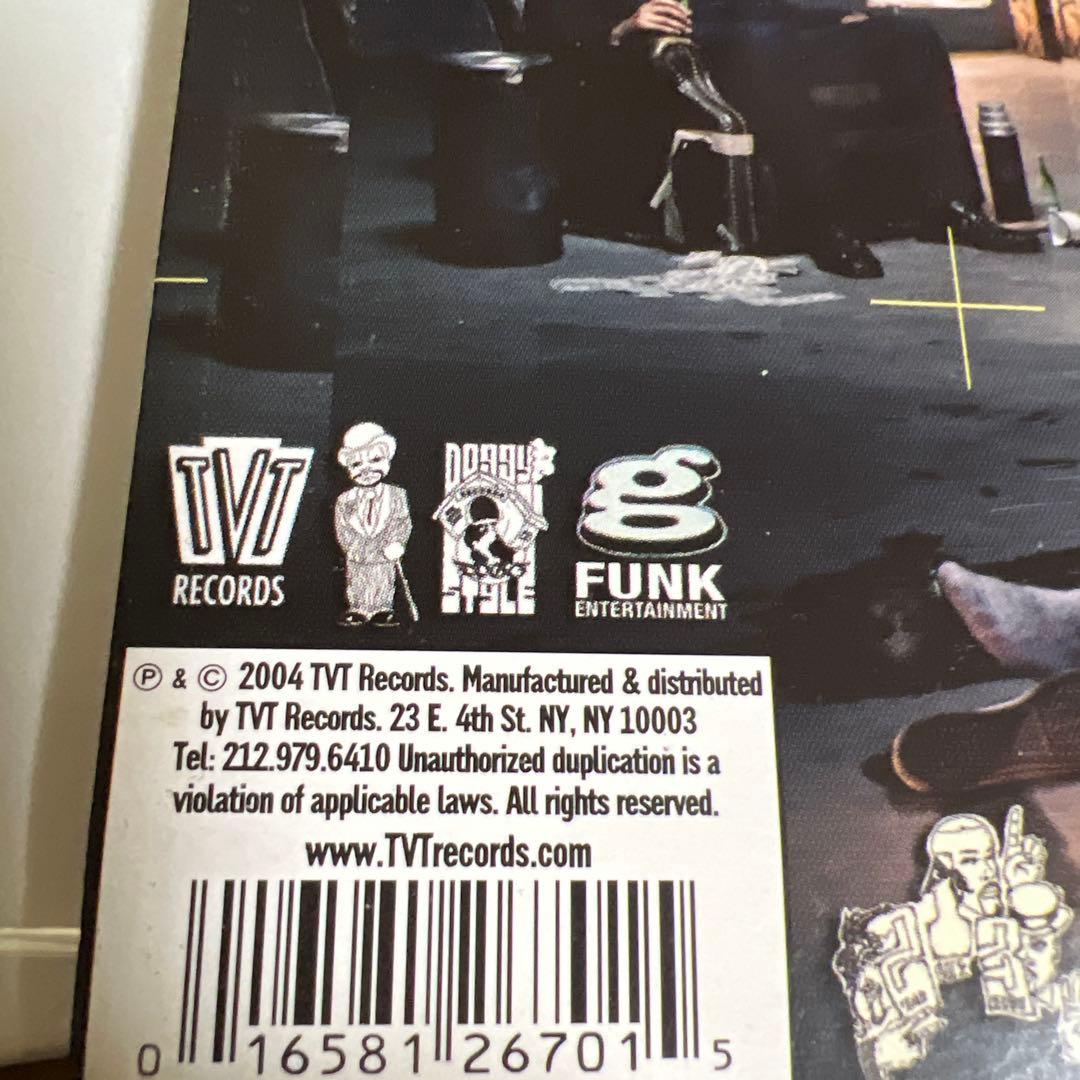 TVT
RECORDS
DOGGY
STYLE
g
FUNK
ENTERTAINMENT
℗ & © 2004 TVT Records. Manufactured & distributed
by TVT Records. 23 E. 4th St. NY, NY 10003
Tel: 212.979.6410 Unauthorized duplication is a
violation of applicable laws. All rights reserved.
www.TVTrecords.com
0 16581 26701 5